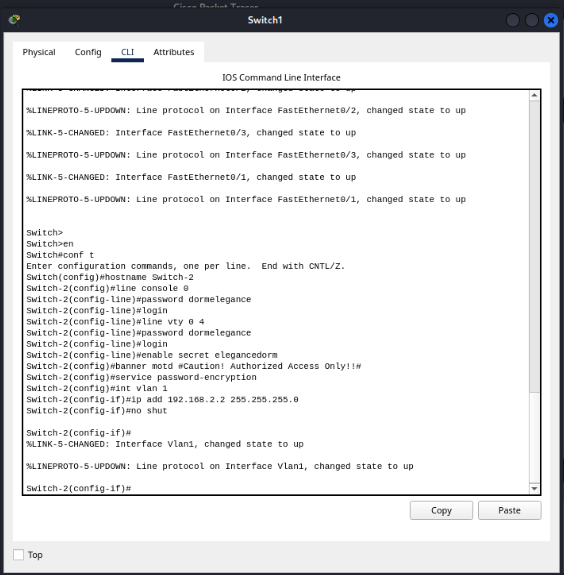 Cisco Packet Tracer
Switch1
Physical Config CLI Attributes
IOS Command Line Interface
%LINK-5-CHANGED: Interface FastEthernet0/2, changed state to up
%LINEPROTO-5-UPDOWN: Line protocol on Interface FastEthernet0/2, changed state to up
%LINK-5-CHANGED: Interface FastEthernet0/3, changed state to up
%LINEPROTO-5-UPDOWN: Line protocol on Interface FastEthernet0/3, changed state to up
%LINK-5-CHANGED: Interface FastEthernet0/1, changed state to up
%LINEPROTO-5-UPDOWN: Line protocol on Interface FastEthernet0/1, changed state to up
Switch>
Switch>en
Switch#conf t
Enter configuration commands, one per line.  End with CNTL/Z.
Switch(config)#hostname Switch-2
Switch-2(config)#line console 0
Switch-2(config-line)#password dormelegance
Switch-2(config-line)#login
Switch-2(config-line)#line vty 0 4
Switch-2(config-line)#password dormelegance
Switch-2(config-line)#login
Switch-2(config-line)#enable secret elegancedorm
Switch-2(config)#banner motd #Caution! Authorized Access Only!!#
Switch-2(config)#service password-encryption
Switch-2(config)#int vlan 1
Switch-2(config-if)#ip add 192.168.2.2 255.255.255.0
Switch-2(config-if)#no shut
Switch-2(config-if)#
%LINK-5-CHANGED: Interface Vlan1, changed state to up
%LINEPROTO-5-UPDOWN: Line protocol on Interface Vlan1, changed state to up
Switch-2(config-if)#
Copy Paste
Top